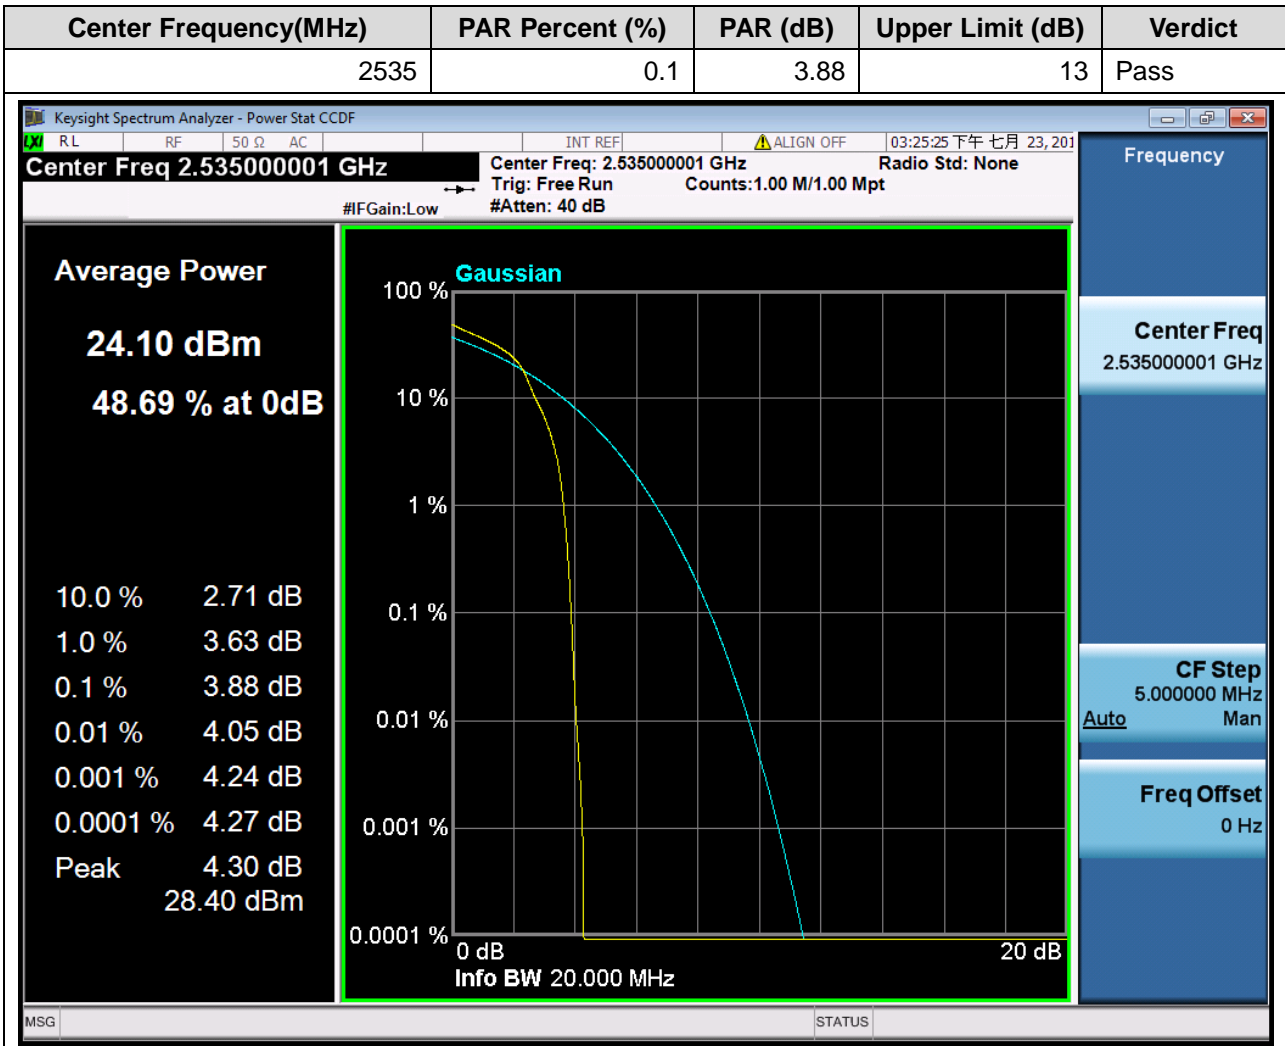 Center Frequency(MHz) PAR Percent (%) PAR (dB) Upper Limit (dB) Verdict
2535 0.1 3.88 13 Pass
Keysight Spectrum Analyzer - Power Stat CCDF
LXI RL RF 50 Ω AC INT REF ALIGN OFF 03:25:25 下午 七月 23, 201
Center Freq 2.535000001 GHz
Center Freq: 2.535000001 GHz Radio Std: None
Trig: Free Run Counts:1.00 M/1.00 Mpt
#IFGain:Low #Atten: 40 dB
Frequency
Average Power
24.10 dBm
48.69 % at 0dB
10.0 % 2.71 dB
1.0 % 3.63 dB
0.1 % 3.88 dB
0.01 % 4.05 dB
0.001 % 4.24 dB
0.0001 % 4.27 dB
Peak 4.30 dB
28.40 dBm
Gaussian
100 %
10 %
1 %
0.1 %
0.01 %
0.001 %
0.0001 %
0 dB 20 dB
Info BW 20.000 MHz
Center Freq
2.535000001 GHz
CF Step
5.000000 MHz
Auto Man
Freq Offset
0 Hz
MSG STATUS